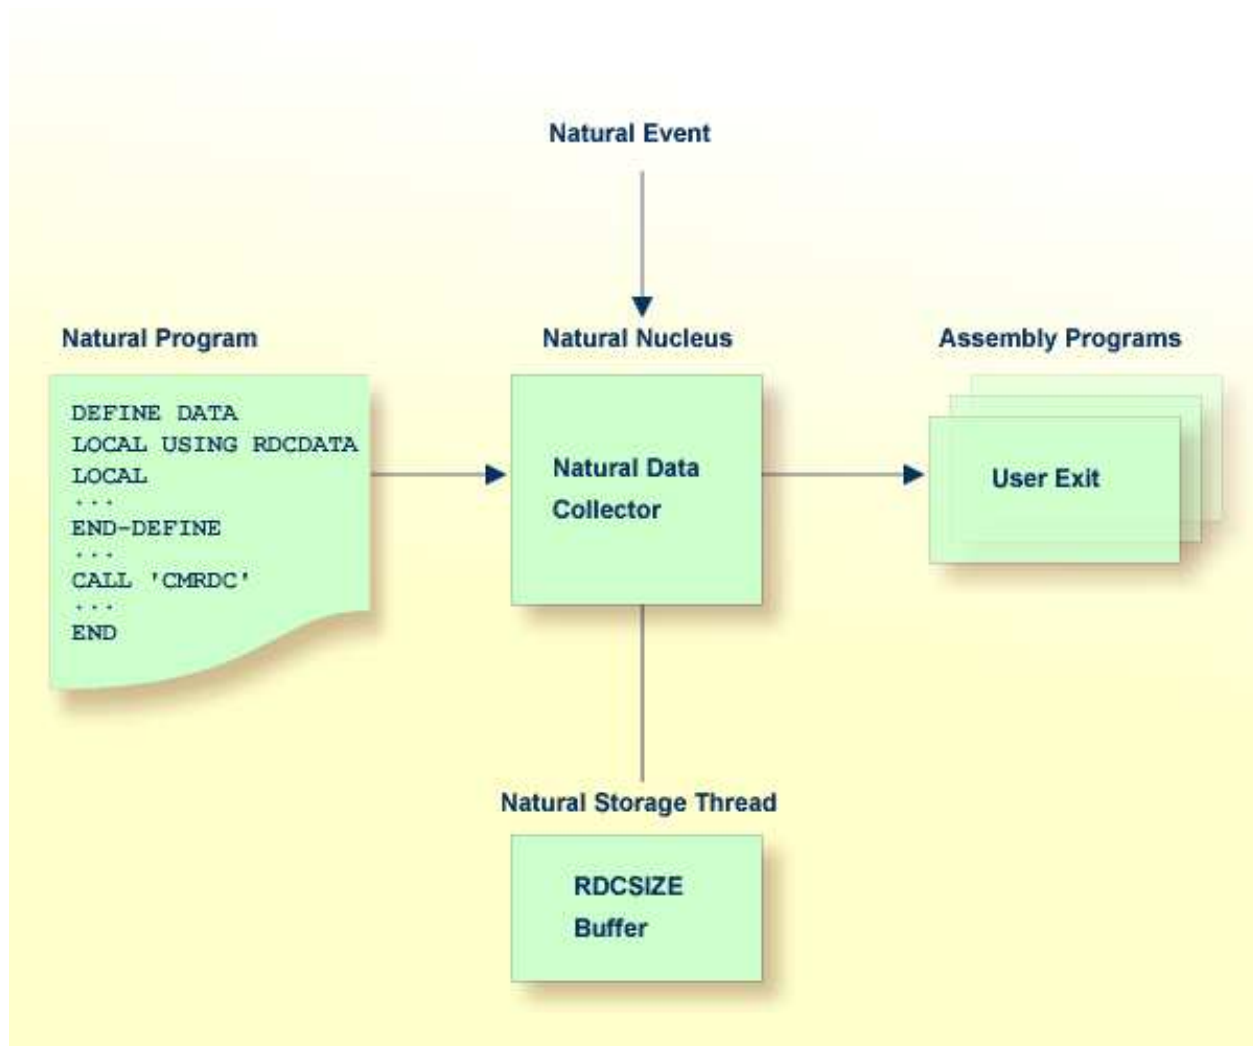 Natural Event
Natural Program
Natural Nucleus
Assembly Programs
DEFINE DATA
LOCAL USING RDCDATA
LOCAL
...
END-DEFINE
...
CALL 'CMRDC'
...
END
Natural Data
Collector
User Exit
Natural Storage Thread
RDCSIZE
Buffer